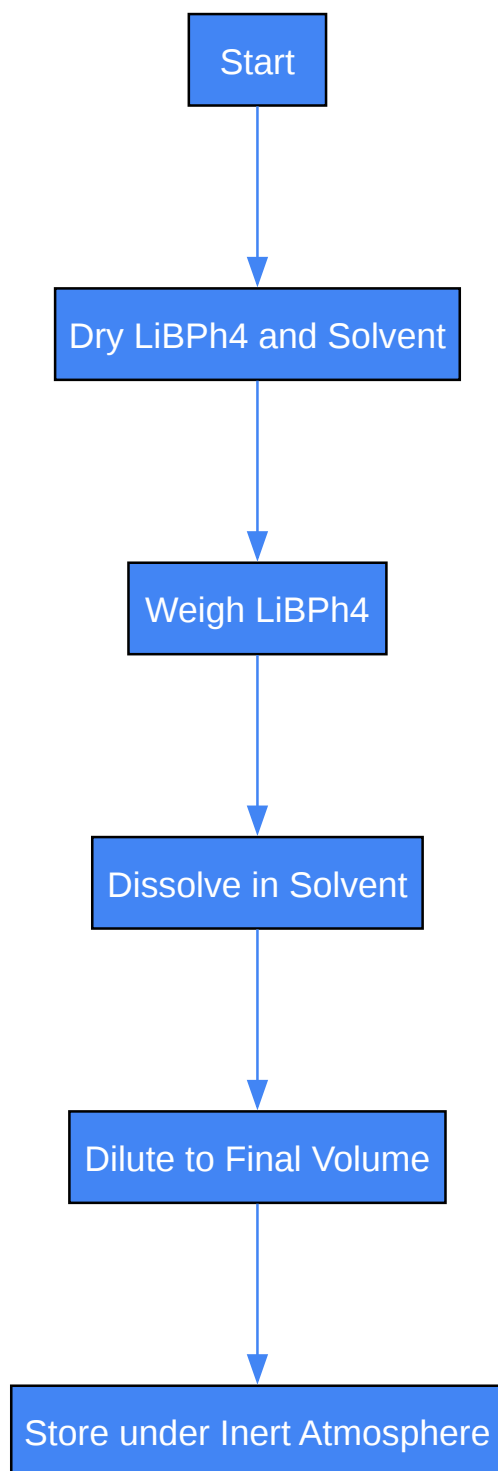 Start
Dry LiBPh4 and Solvent
Weigh LiBPh4
Dissolve in Solvent
Dilute to Final Volume
Store under Inert Atmosphere